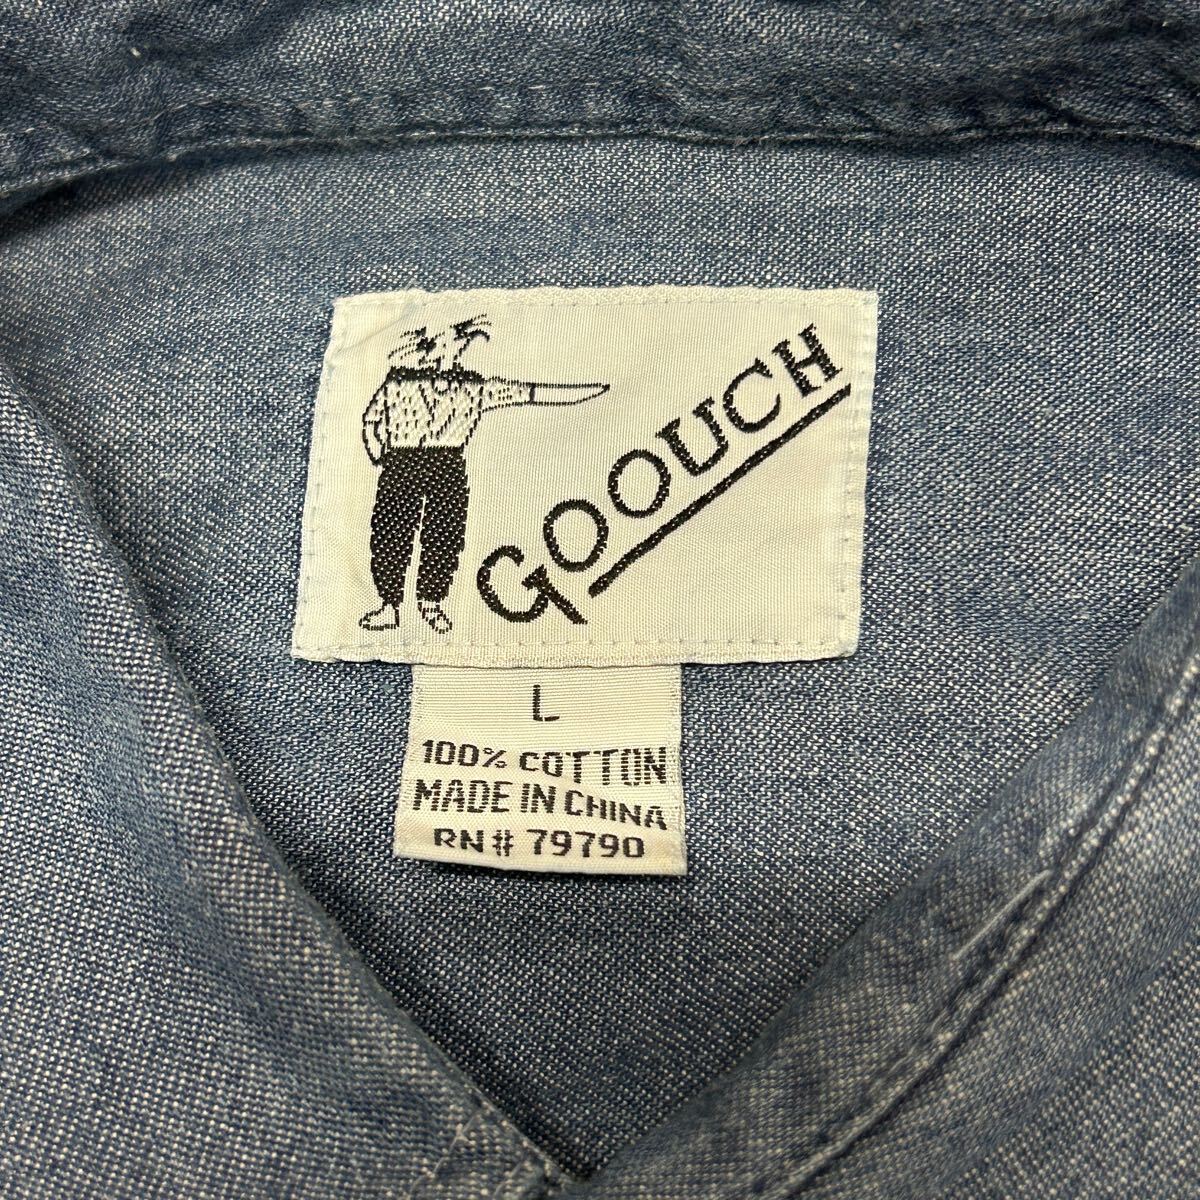 GOOUCH
L
100% COTTON
MADE IN CHINA
RN# 79790